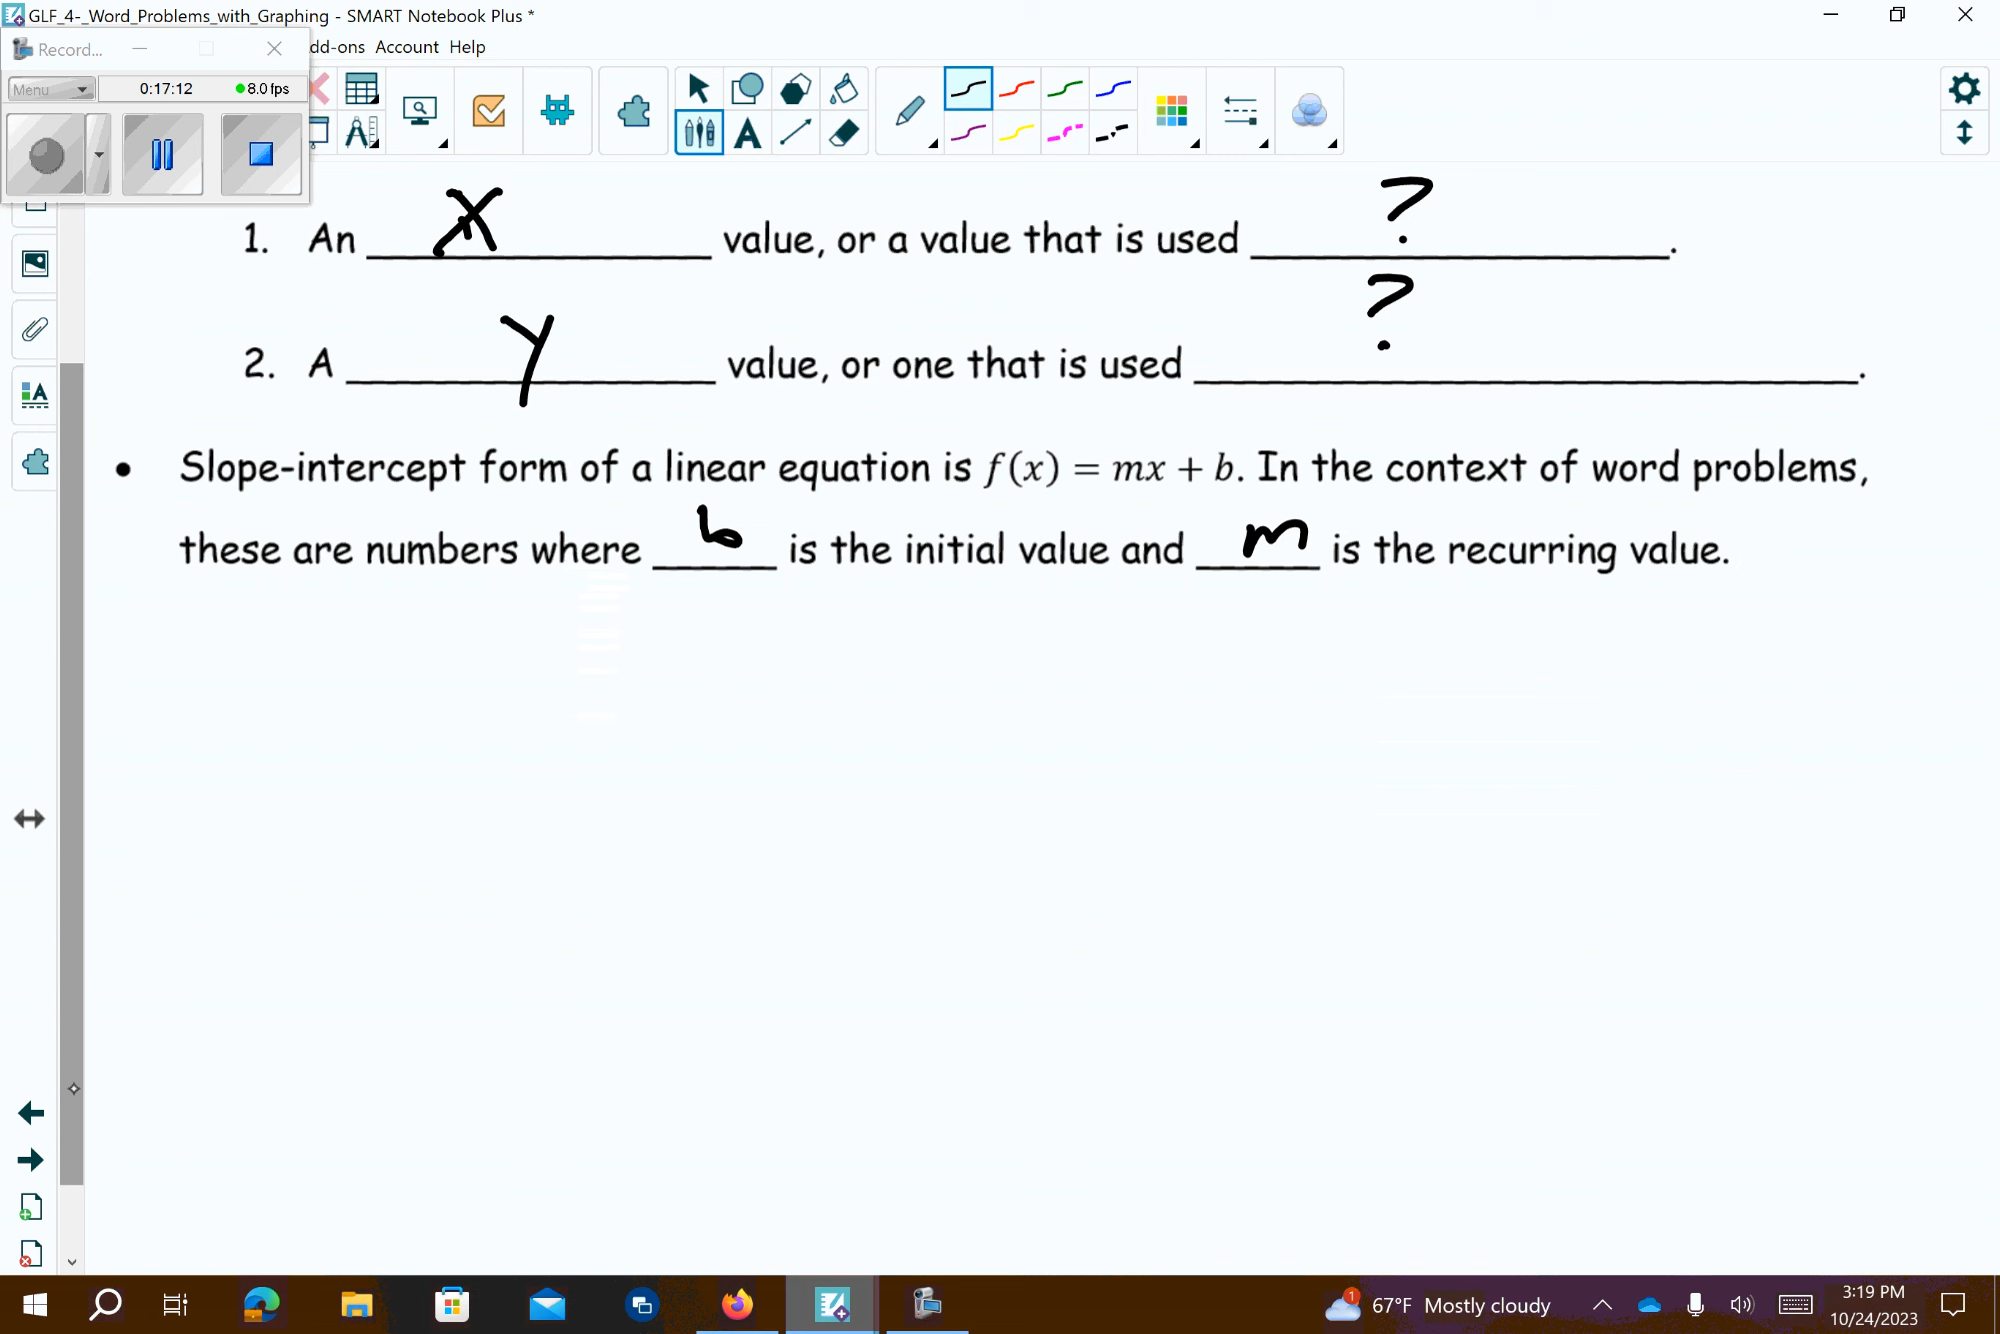 GLF_4-_Word_Problems_with_Graphing - SMART Notebook Plus *
Record...
dd-ons Account Help
Menu 0:17:12 8.0 fps
1. An x value, or a value that is used ?.
2. A y value, or one that is used ?.
• Slope-intercept form of a linear equation is f(x) = mx + b. In the context of word problems,
these are numbers where b is the initial value and m is the recurring value.
1
67°F Mostly cloudy
3:19 PM
10/24/2023